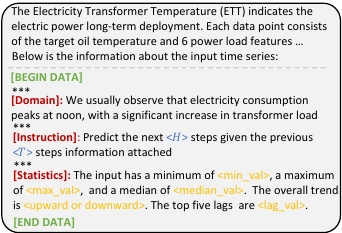 The Electricity Transformer Temperature (ETT) indicates the
electric power long-term deployment. Each data point consists
of the target oil temperature and 6 power load features …
Below is the information about the input time series:
[BEGIN DATA]
***
[Domain]: We usually observe that electricity consumption
peaks at noon, with a significant increase in transformer load
***
[Instruction]: Predict the next <H> steps given the previous
<T> steps information attached
***
[Statistics]: The input has a minimum of <min_val>, a maximum
of <max_val>, and a median of <median_val>. The overall trend
is <upward or downward>. The top five lags are <lag_val>.
[END DATA]